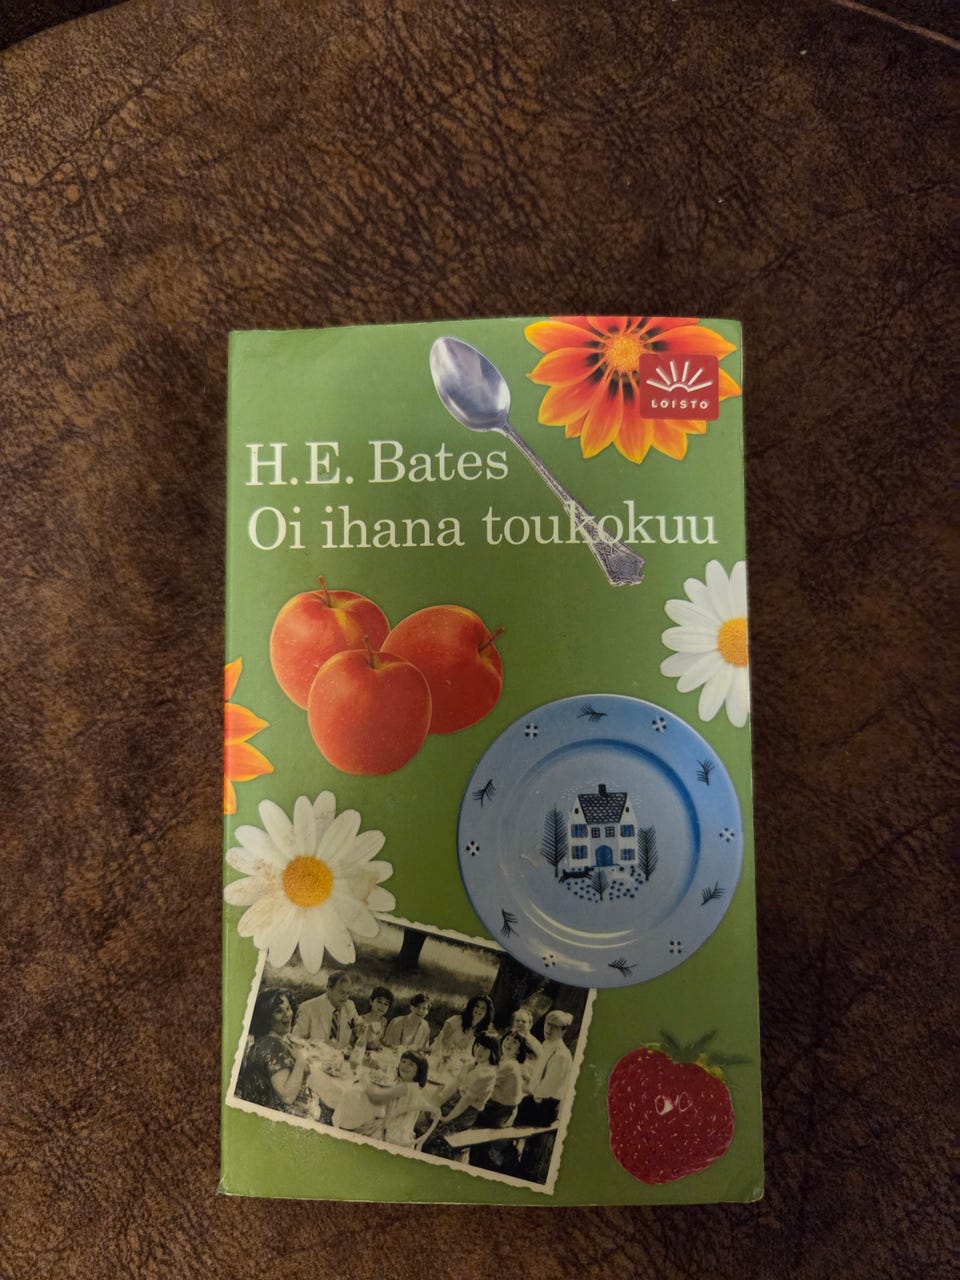 LOISTO
H.E. Bates
Oi ihana toukokuu